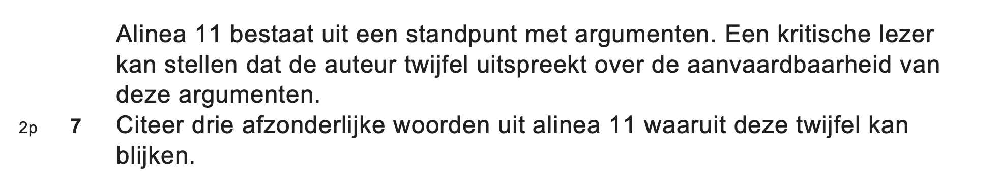 Alinea 11 bestaat uit een standpunt met argumenten. Een kritische lezer
kan stellen dat de auteur twijfel uitspreekt over de aanvaardbaarheid van
deze argumenten.
2p 7 Citeer drie afzonderlijke woorden uit alinea 11 waaruit deze twijfel kan
blijken.